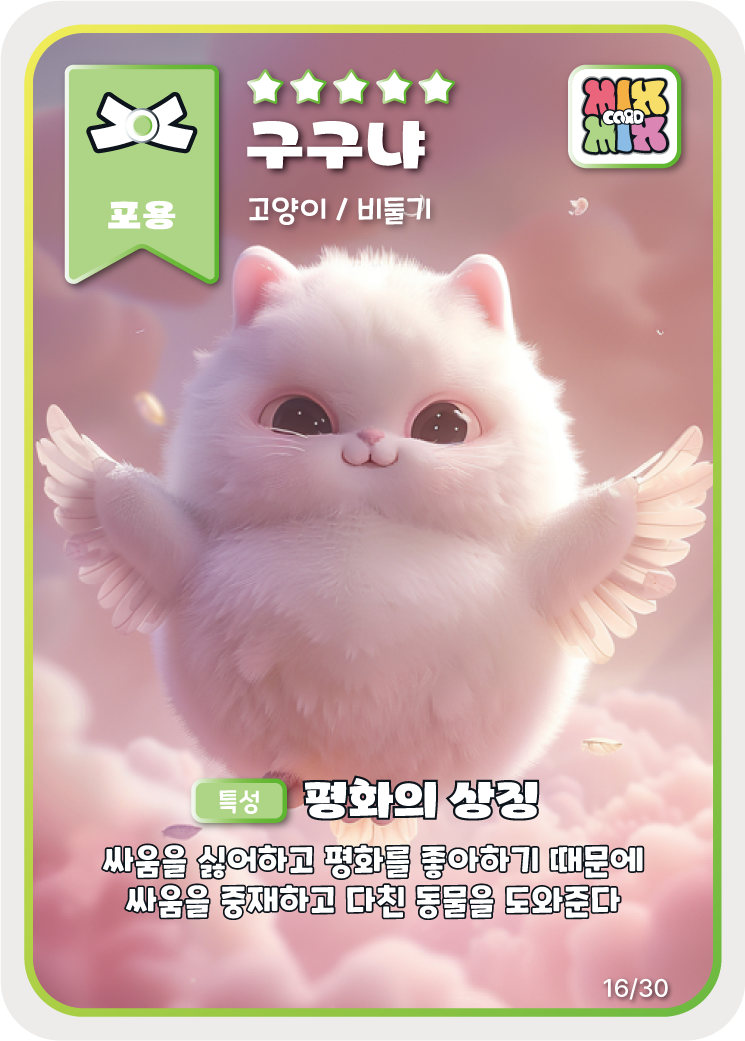 구구냐
MIX
CARD
MIX
고양이 / 비둘기
포용
특성
평화의 상징
싸움을 싫어하고 평화를 좋아하기 때문에
싸움을 중재하고 다친 동물을 도와준다
16/30